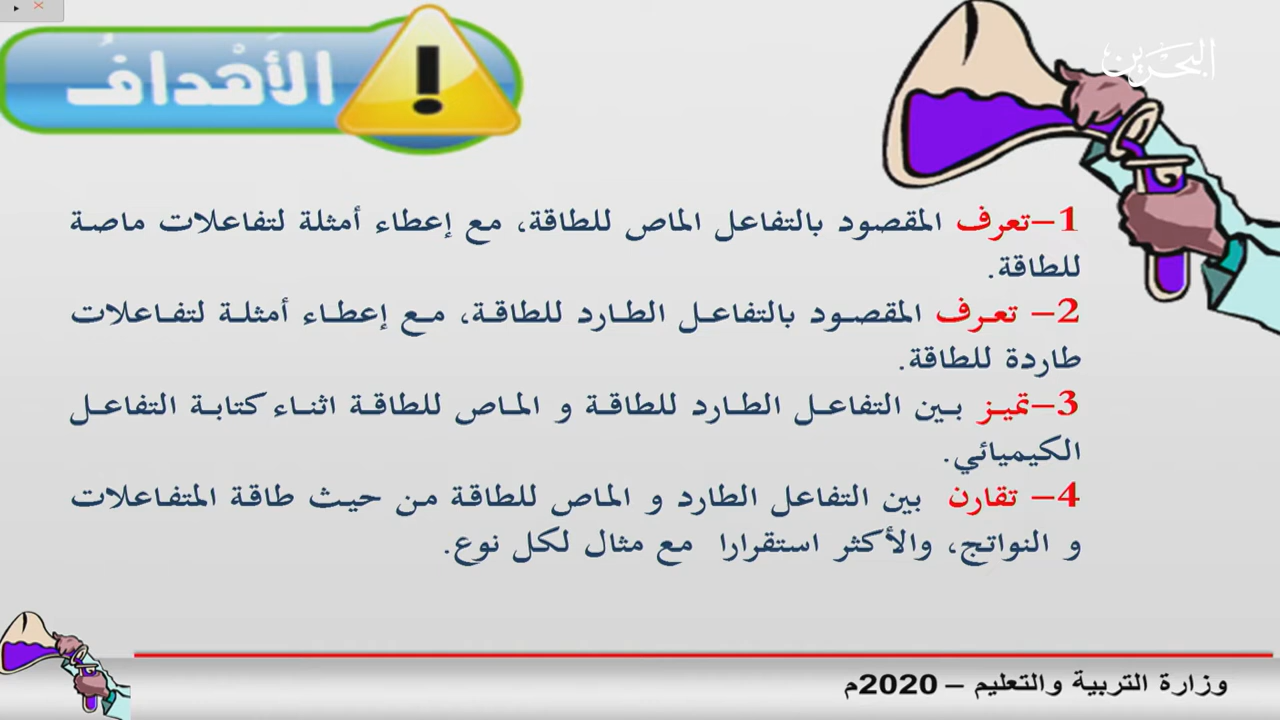 الأَهْدافُ
البحرين
1–تعرف المقصود بالتفاعل الماص للطاقة، مع إعطاء أمثلة لتفاعلات ماصة
للطاقة.
2– تعرف المقصود بالتفاعل الطارد للطاقة، مع إعطاء أمثلة لتفاعلات
طاردة للطاقة.
3–تميز بين التفاعل الطارد للطاقة و الماص للطاقة اثناء كتابة التفاعل
الكيميائي.
4– تقارن بين التفاعل الطارد و الماص للطاقة من حيث طاقة المتفاعلات
و النواتج، والأكثر استقرارا مع مثال لكل نوع.
وزارة التربية والتعليم – 2020م